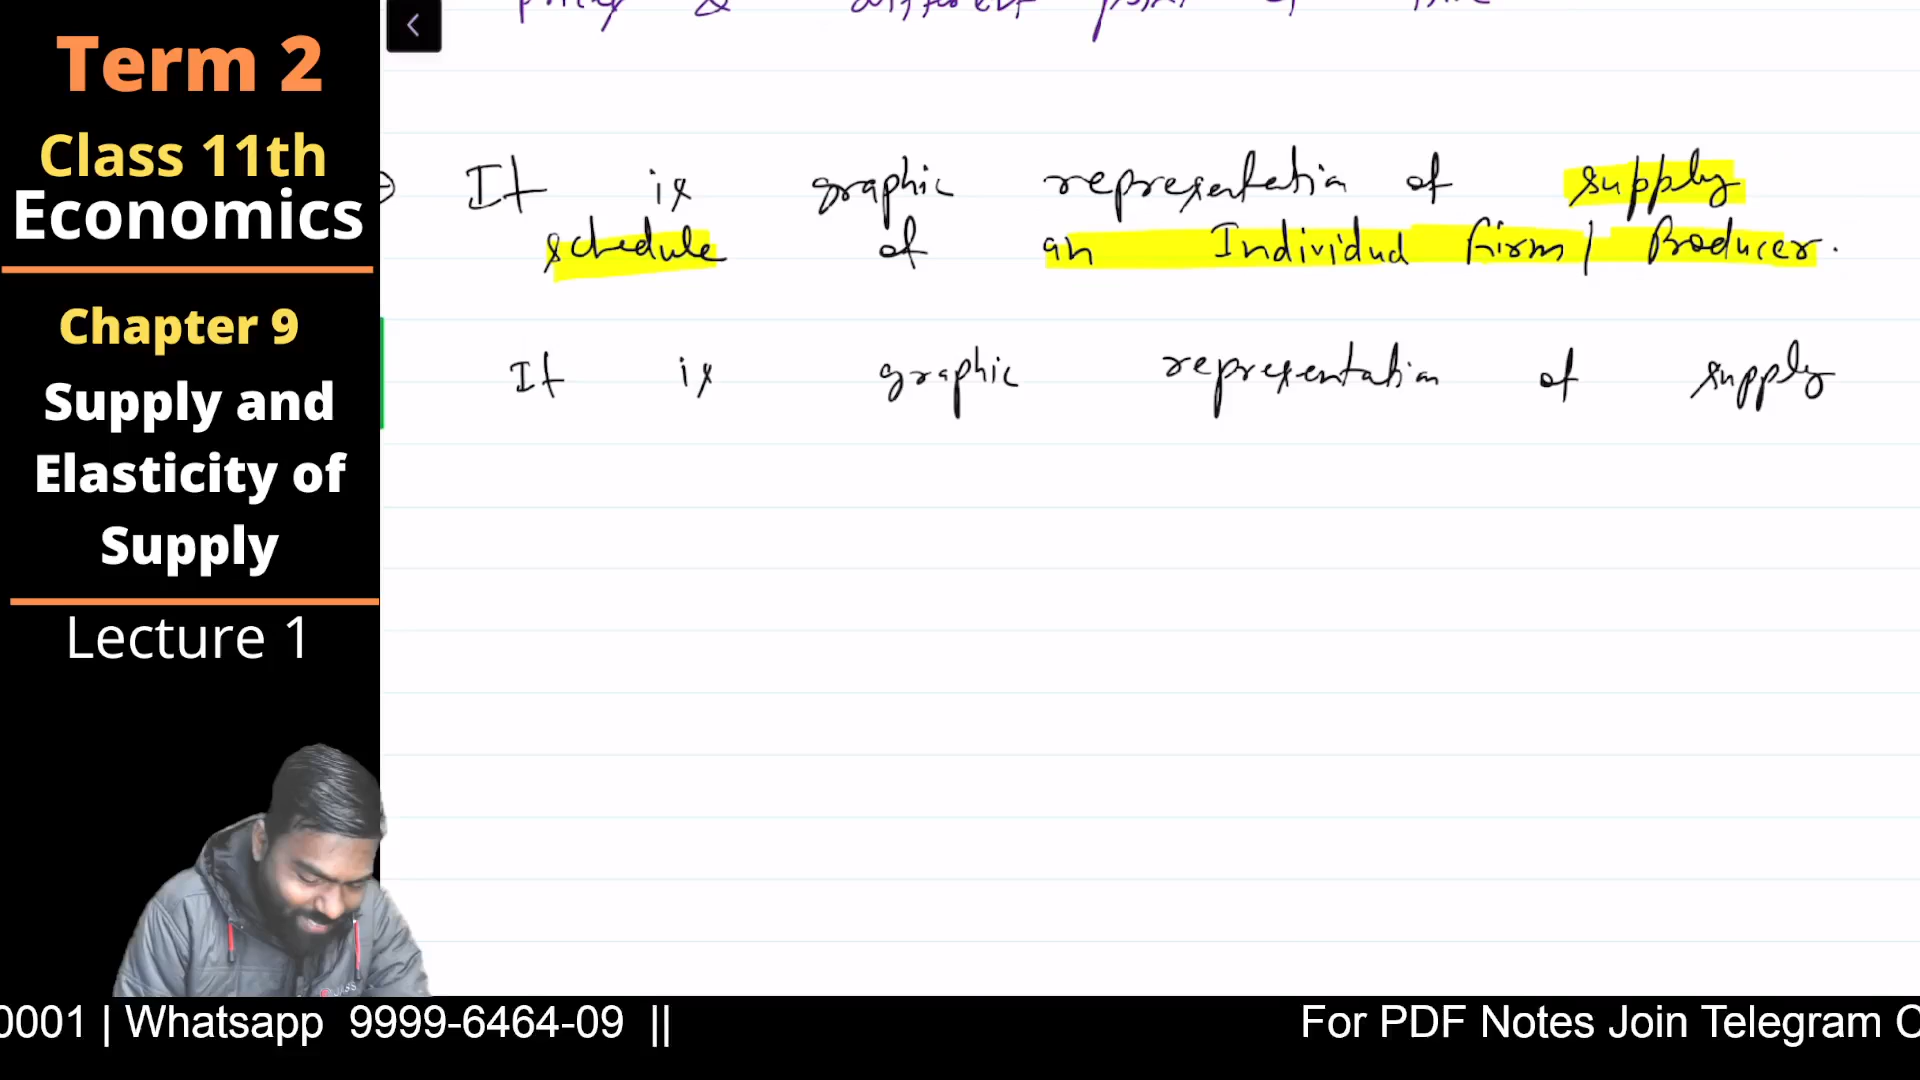 Term 2
Class 11th
Economics
Chapter 9
Supply and
Elasticity of
Supply
Lecture 1
It is graphic representation of supply
schedule of an Individud firm / Producer.
It is graphic representation of supply
0001 | Whatsapp 9999-6464-09 || For PDF Notes Join Telegram C